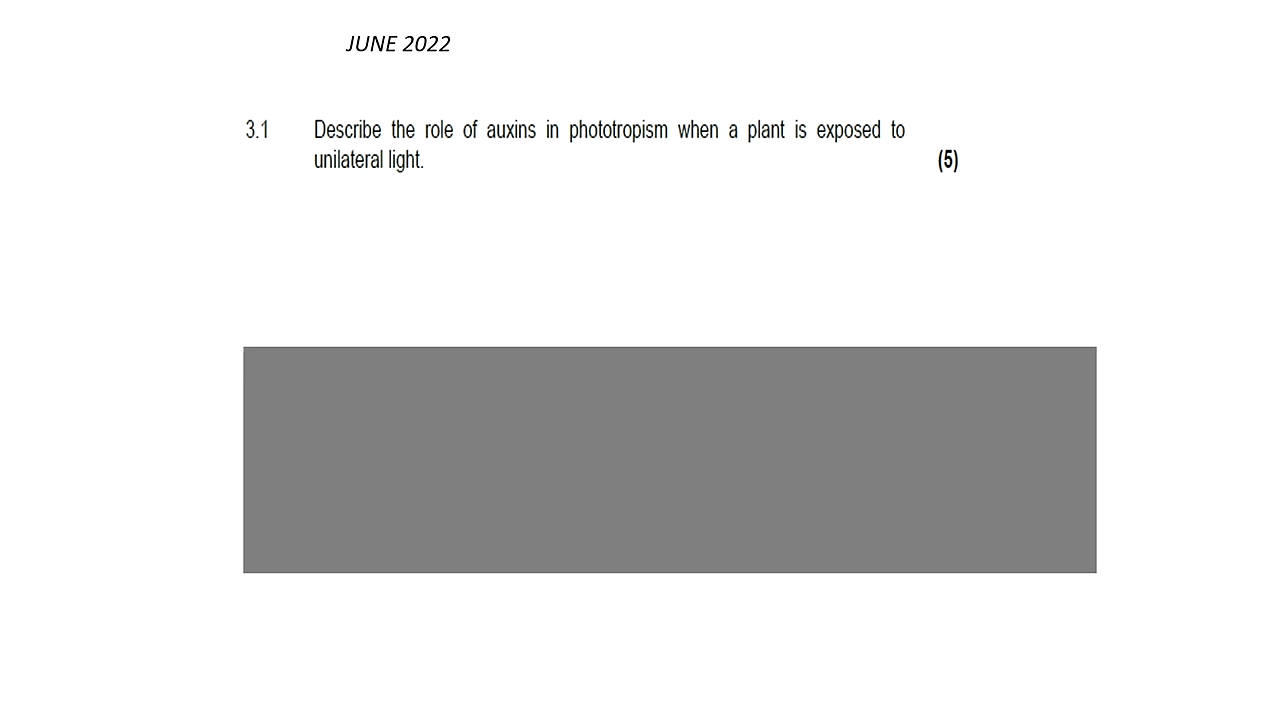 JUNE 2022
3.1 Describe the role of auxins in phototropism when a plant is exposed to
unilateral light. (5)